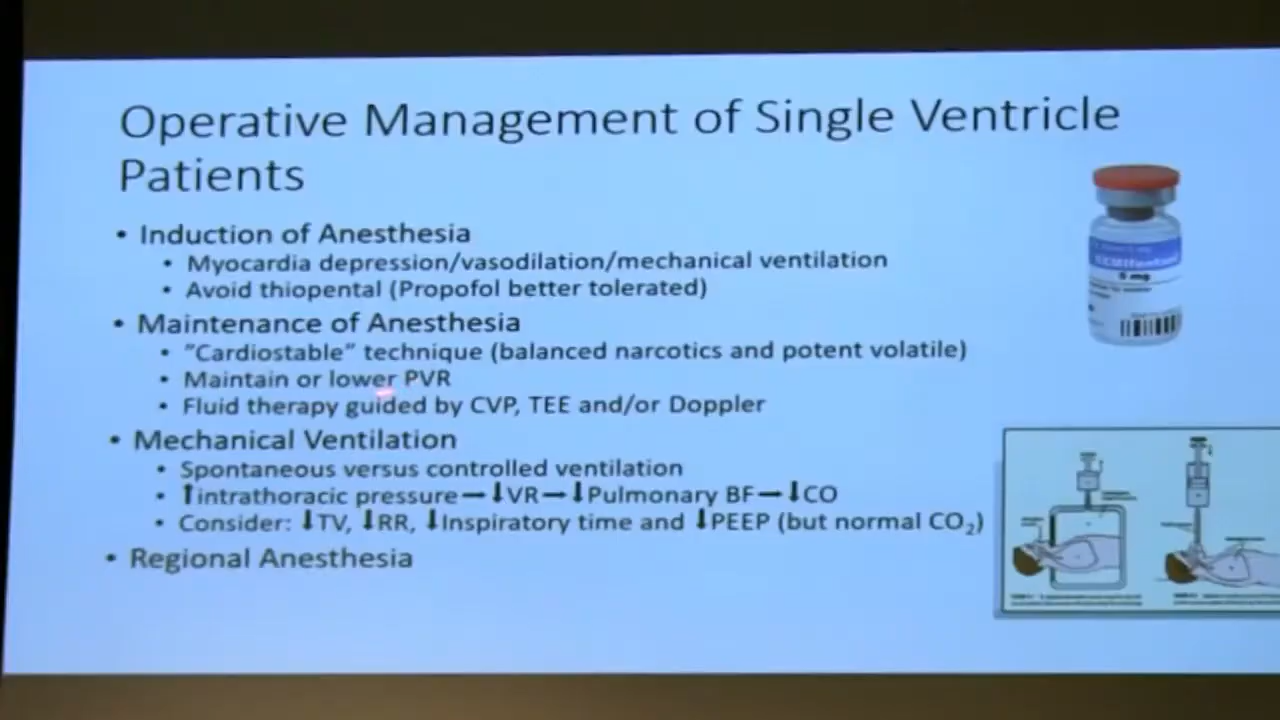 Operative Management of Single Ventricle
Patients
• Induction of Anesthesia
• Myocardia depression/vasodilation/mechanical ventilation
• Avoid thiopental (Propofol better tolerated)
• Maintenance of Anesthesia
• "Cardiostable" technique (balanced narcotics and potent volatile)
• Maintain or lower PVR
• Fluid therapy guided by CVP, TEE and/or Doppler
• Mechanical Ventilation
• Spontaneous versus controlled ventilation
• ⬆intrathoracic pressure→⬇VR→⬇Pulmonary BF→⬇CO
• Consider: ⬇TV, ⬇RR, ⬇Inspiratory time and ⬇PEEP (but normal CO₂)
• Regional Anesthesia
5 mg